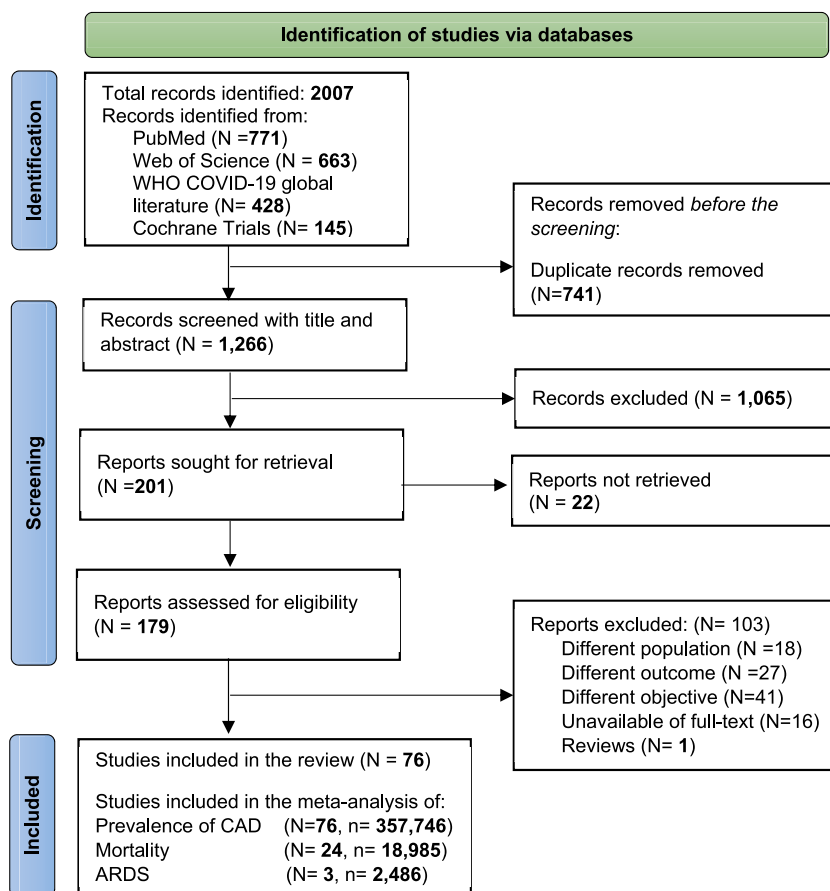 Identification of studies via databases
Identification
Total records identified: 2007
Records identified from:
PubMed (N =771)
Web of Science (N = 663)
WHO COVID-19 global
literature (N= 428)
Cochrane Trials (N= 145)
Records removed before the
screening:
Duplicate records removed
(N=741)
Screening
Records screened with title and
abstract (N = 1,266)
Records excluded (N = 1,065)
Reports sought for retrieval
(N =201)
Reports not retrieved
(N = 22)
Reports assessed for eligibility
(N = 179)
Reports excluded: (N= 103)
Different population (N =18)
Different outcome (N =27)
Different objective (N=41)
Unavailable of full-text (N=16)
Reviews (N= 1)
Included
Studies included in the review (N = 76)
Studies included in the meta-analysis of:
Prevalence of CAD (N=76, n= 357,746)
Mortality (N= 24, n= 18,985)
ARDS (N= 3, n= 2,486)